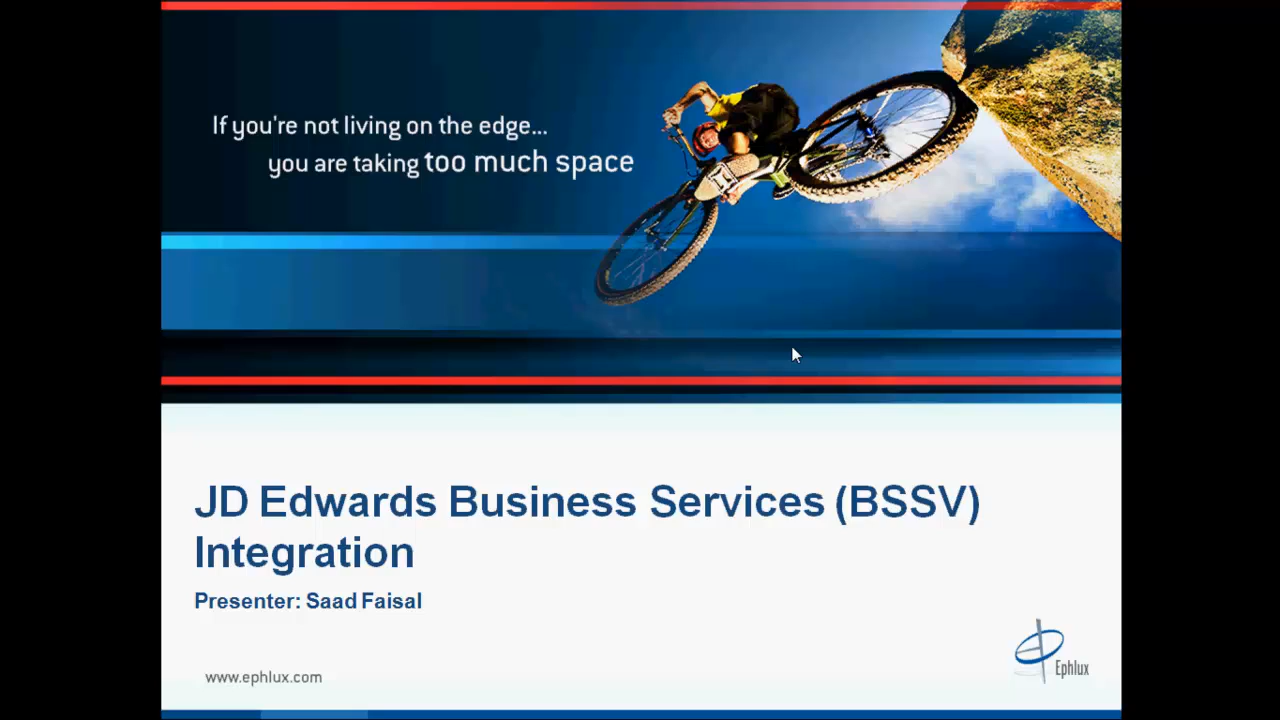 If you're not living on the edge...
you are taking too much space
JD Edwards Business Services (BSSV)
Integration
Presenter: Saad Faisal
www.ephlux.com
Ephlux